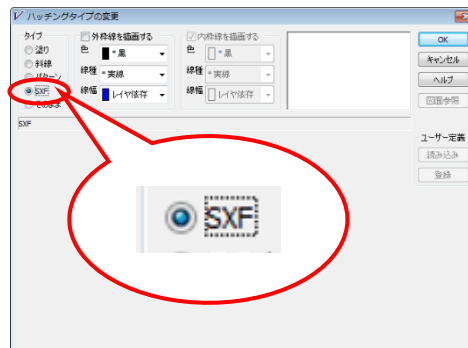 ハッチングタイプの変更
タイプ
塗り
斜線
パターン
SXF
そのまま
外枠線を描画する
色 *黒
線種 *実線
線幅 レイヤ依存
内枠線を描画する
色 *黒
線種 *実線
線幅 レイヤ依存
OK
キャンセル
ヘルプ
図面参照
SXF
ユーザー定義
読み込み
登録
SXF